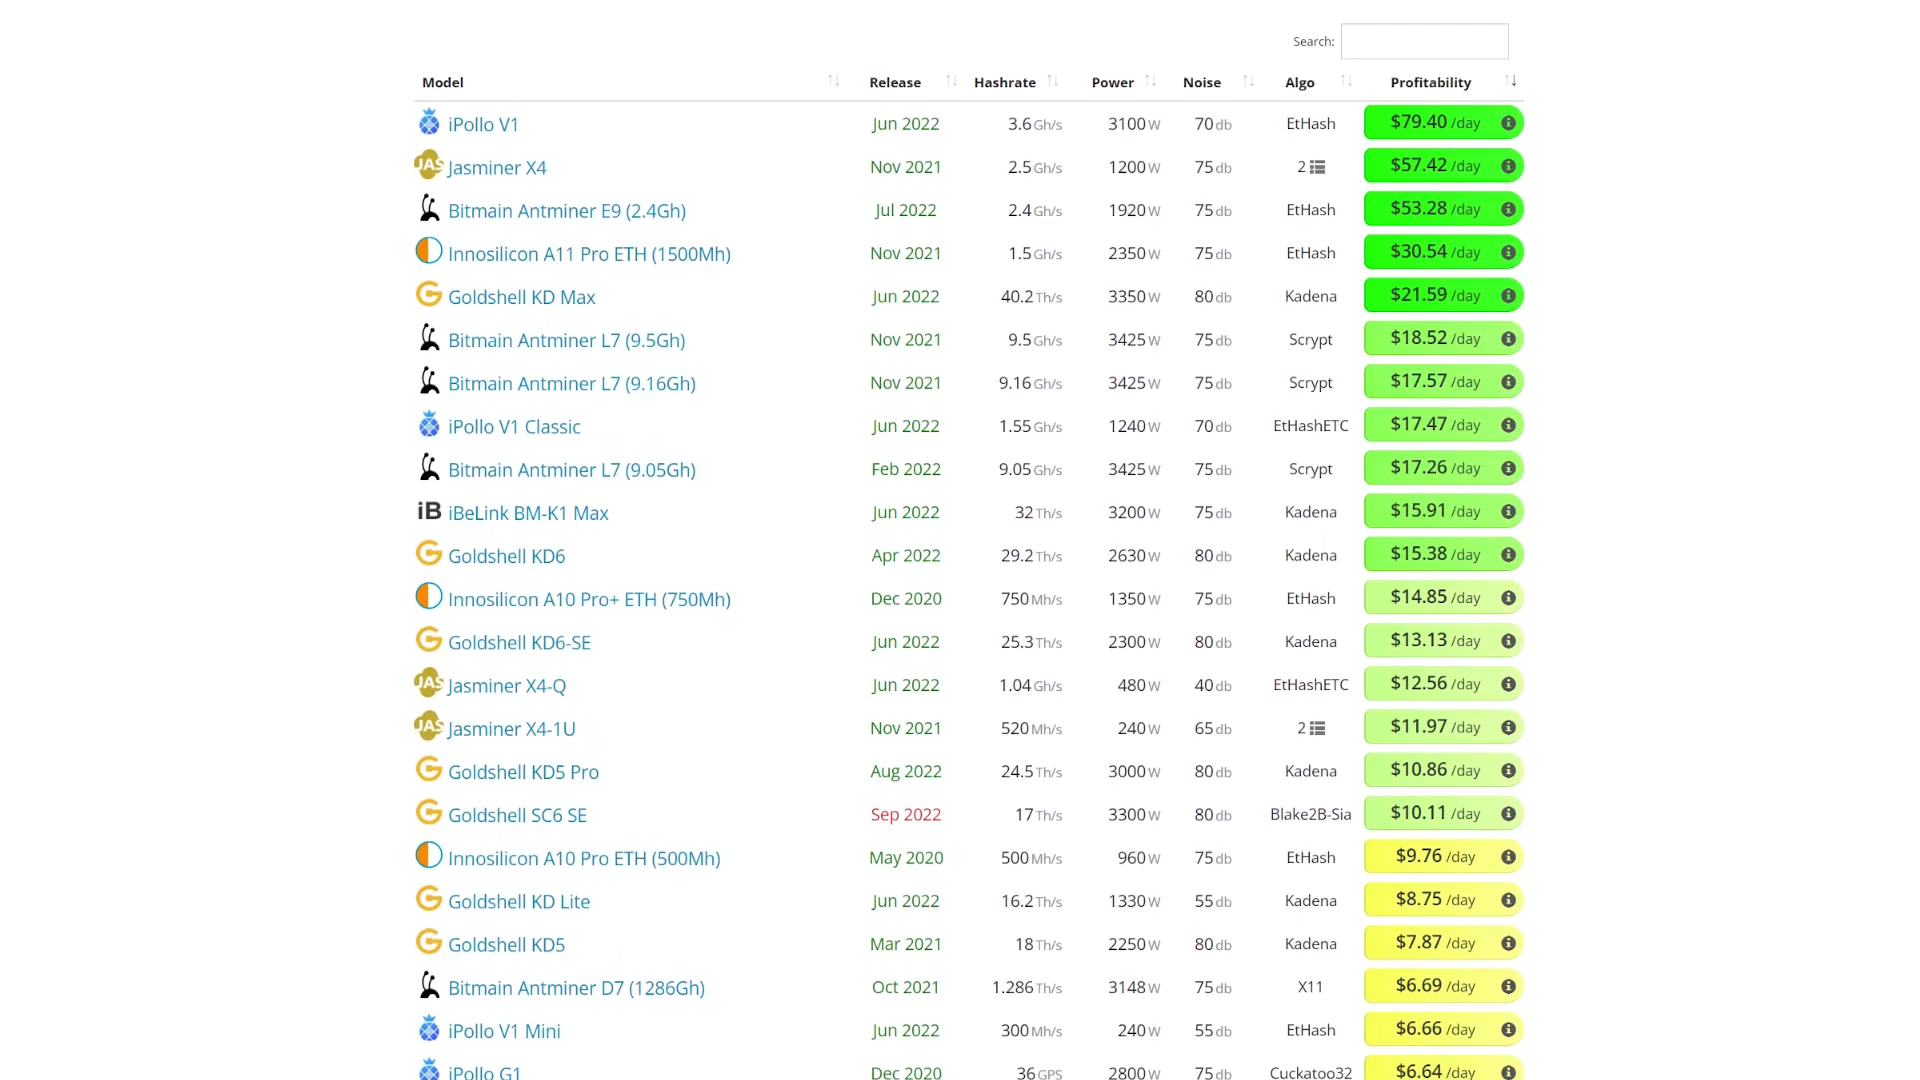 Search:
Model Release Hashrate Power Noise Algo Profitability
iPollo V1 Jun 2022 3.6 Gh/s 3100 W 70 db EtHash $79.40 /day
JAS Jasminer X4 Nov 2021 2.5 Gh/s 1200 W 75 db 2 $57.42 /day
Bitmain Antminer E9 (2.4Gh) Jul 2022 2.4 Gh/s 1920 W 75 db EtHash $53.28 /day
Innosilicon A11 Pro ETH (1500Mh) Nov 2021 1.5 Gh/s 2350 W 75 db EtHash $30.54 /day
Goldshell KD Max Jun 2022 40.2 Th/s 3350 W 80 db Kadena $21.59 /day
Bitmain Antminer L7 (9.5Gh) Nov 2021 9.5 Gh/s 3425 W 75 db Scrypt $18.52 /day
Bitmain Antminer L7 (9.16Gh) Nov 2021 9.16 Gh/s 3425 W 75 db Scrypt $17.57 /day
iPollo V1 Classic Jun 2022 1.55 Gh/s 1240 W 70 db EtHashETC $17.47 /day
Bitmain Antminer L7 (9.05Gh) Feb 2022 9.05 Gh/s 3425 W 75 db Scrypt $17.26 /day
iB iBeLink BM-K1 Max Jun 2022 32 Th/s 3200 W 75 db Kadena $15.91 /day
Goldshell KD6 Apr 2022 29.2 Th/s 2630 W 80 db Kadena $15.38 /day
Innosilicon A10 Pro+ ETH (750Mh) Dec 2020 750 Mh/s 1350 W 75 db EtHash $14.85 /day
Goldshell KD6-SE Jun 2022 25.3 Th/s 2300 W 80 db Kadena $13.13 /day
JAS Jasminer X4-Q Jun 2022 1.04 Gh/s 480 W 40 db EtHashETC $12.56 /day
JAS Jasminer X4-1U Nov 2021 520 Mh/s 240 W 65 db 2 $11.97 /day
Goldshell KD5 Pro Aug 2022 24.5 Th/s 3000 W 80 db Kadena $10.86 /day
Goldshell SC6 SE Sep 2022 17 Th/s 3300 W 80 db Blake2B-Sia $10.11 /day
Innosilicon A10 Pro ETH (500Mh) May 2020 500 Mh/s 960 W 75 db EtHash $9.76 /day
Goldshell KD Lite Jun 2022 16.2 Th/s 1330 W 55 db Kadena $8.75 /day
Goldshell KD5 Mar 2021 18 Th/s 2250 W 80 db Kadena $7.87 /day
Bitmain Antminer D7 (1286Gh) Oct 2021 1.286 Th/s 3148 W 75 db X11 $6.69 /day
iPollo V1 Mini Jun 2022 300 Mh/s 240 W 55 db EtHash $6.66 /day
iPollo G1 Dec 2020 36 GPS 2800 W 75 db Cuckatoo32 $6.64 /day